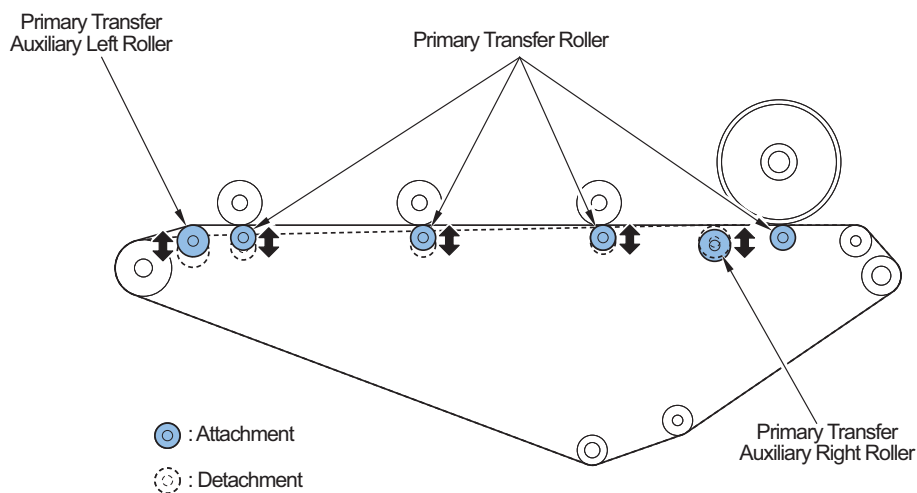 Primary Transfer
Auxiliary Left Roller
Primary Transfer Roller
Primary Transfer
Auxiliary Right Roller
: Attachment
: Detachment